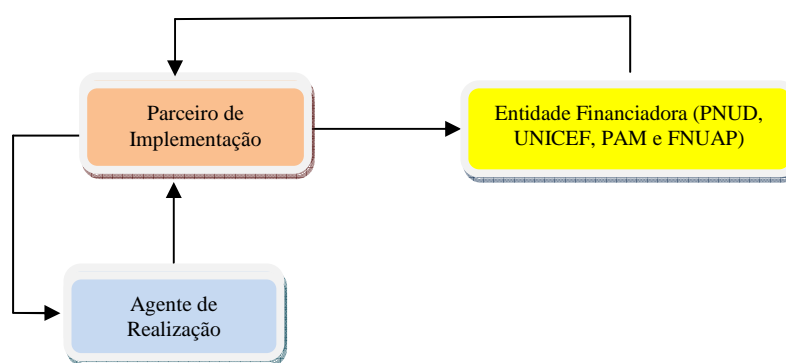 Parceiro de
Implementação
Entidade Financiadora (PNUD,
UNICEF, PAM e FNUAP)
Agente de
Realização